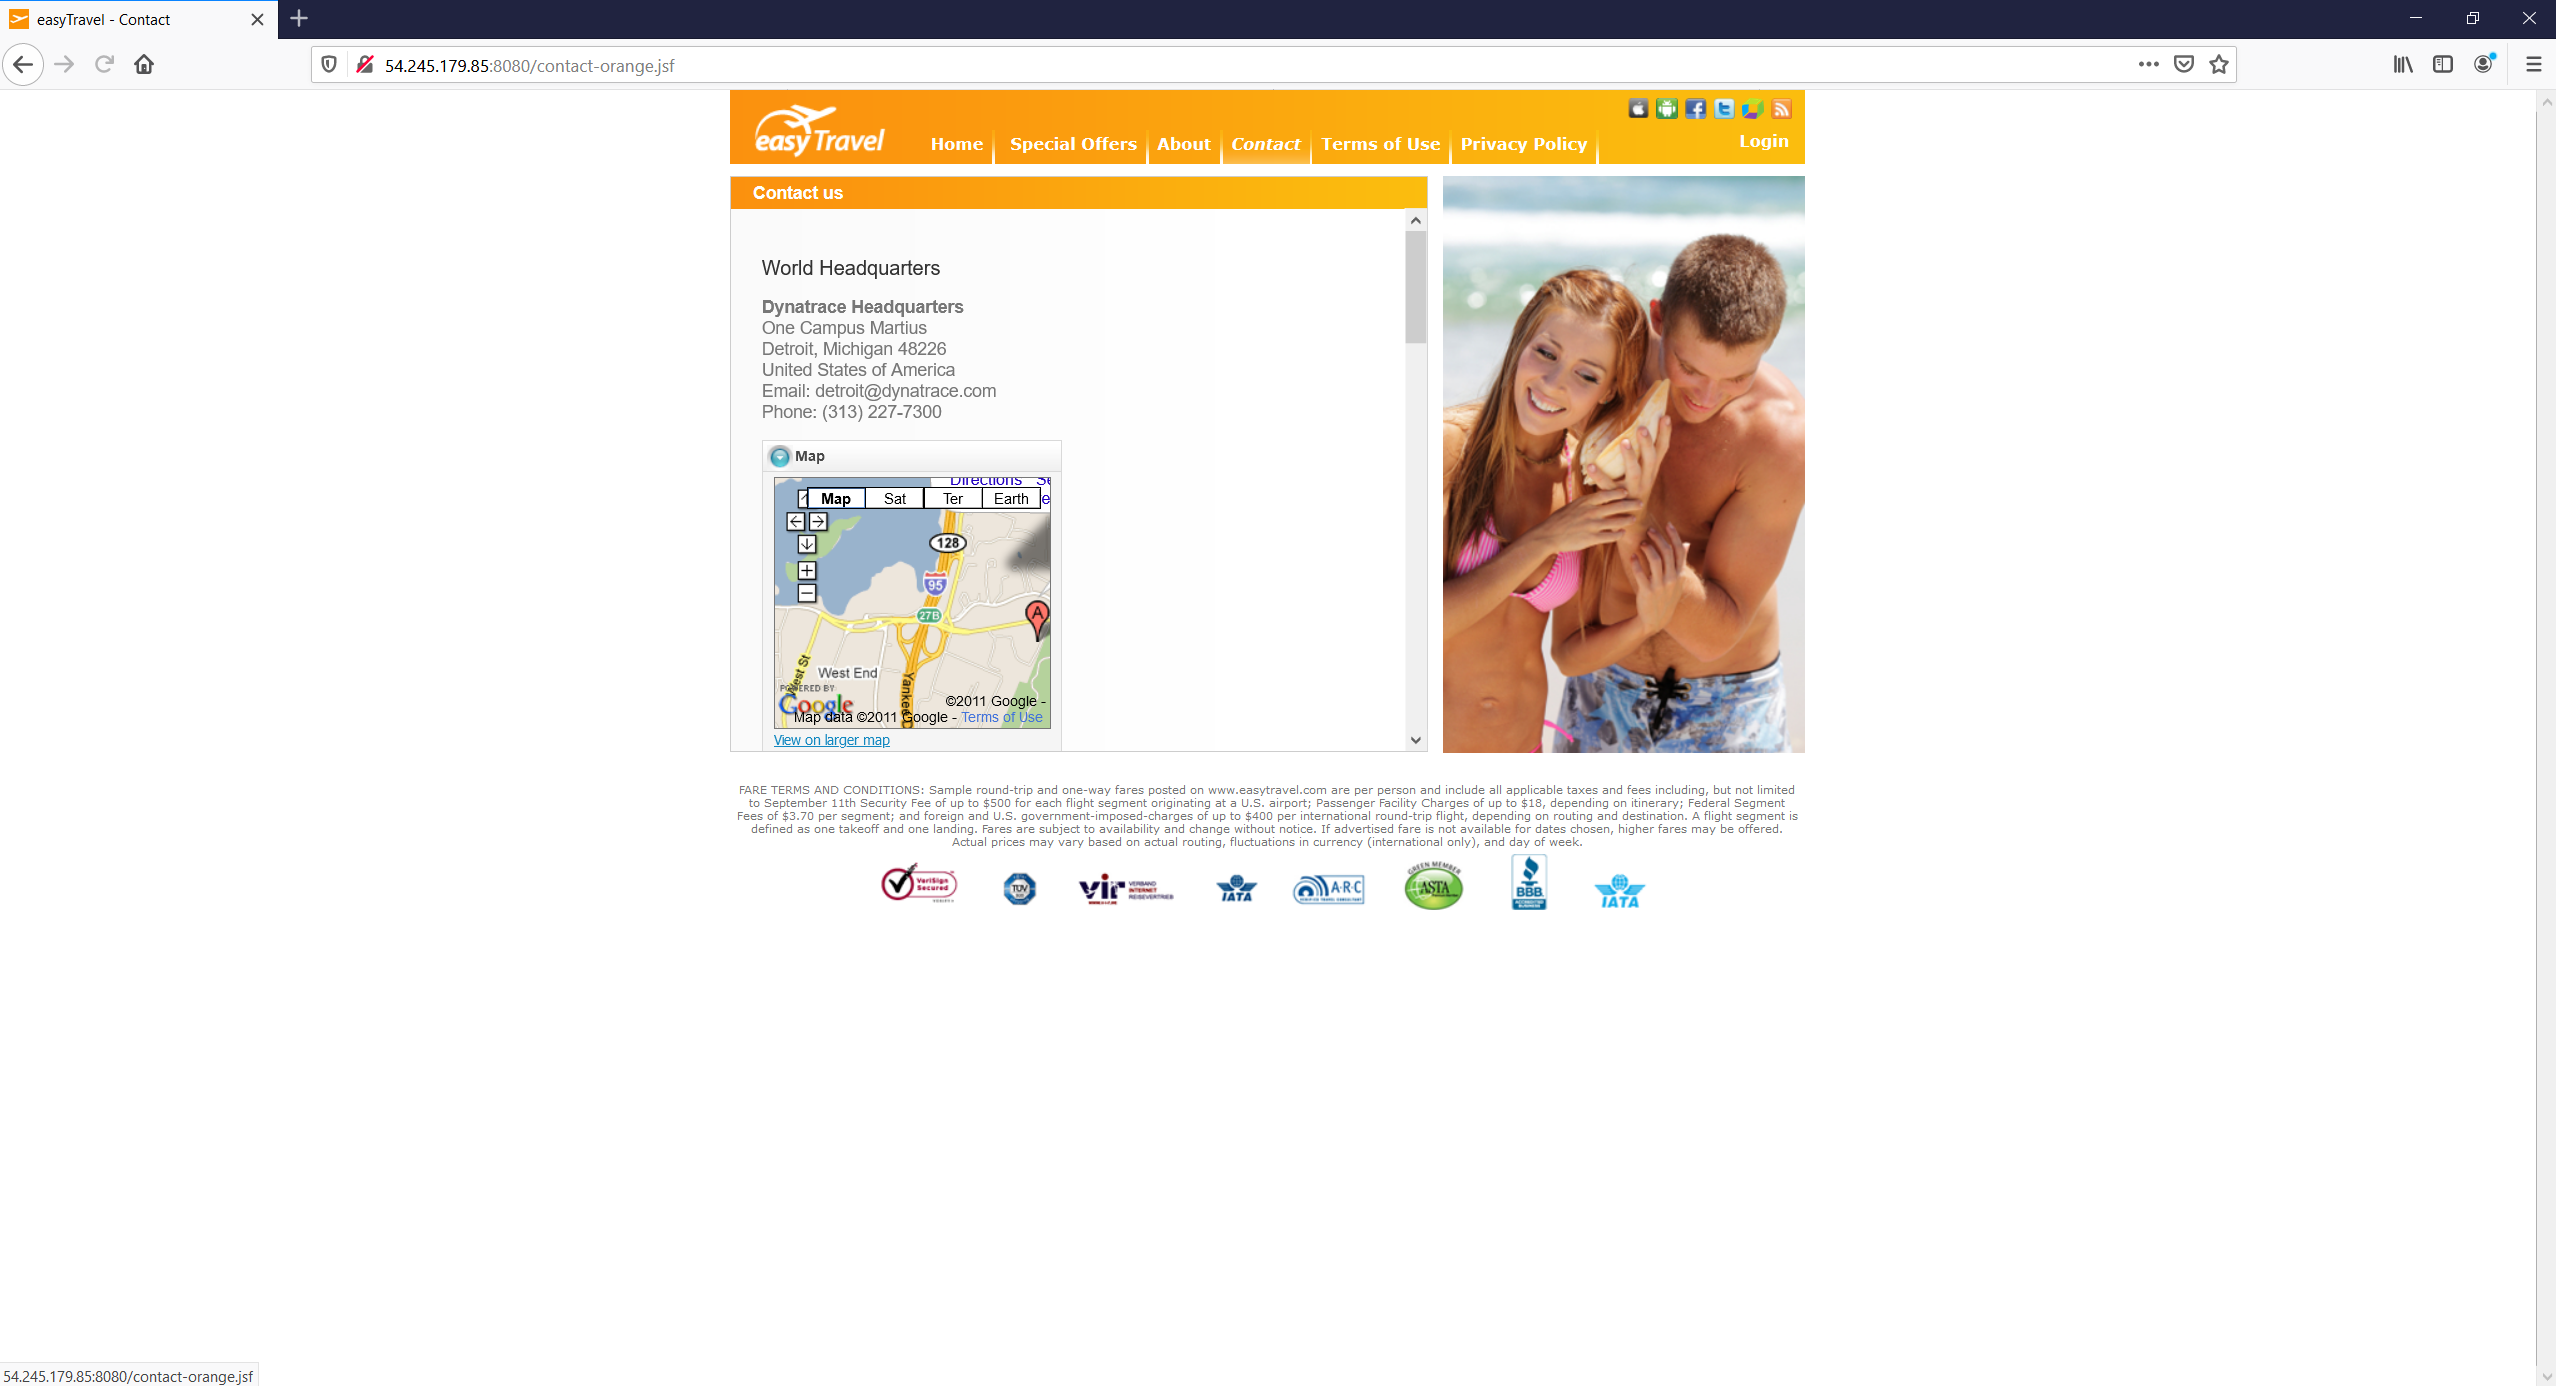 easyTravel - Contact
54.245.179.85:8080/contact-orange.jsf
easyTravel
Home
Special Offers
About
Contact
Terms of Use
Privacy Policy
Login
Contact us
World Headquarters
Dynatrace Headquarters
One Campus Martius
Detroit, Michigan 48226
United States of America
Email: detroit@dynatrace.com
Phone: (313) 227-7300
Map
Directions
Map
Sat
Ter
Earth
128
95
27B
A
West St
West End
Yankee
POWERED BY
Google
©2011 Google -
Map data ©2011 Google - Terms of Use
View on larger map
FARE TERMS AND CONDITIONS: Sample round-trip and one-way fares posted on www.easytravel.com are per person and include all applicable taxes and fees including, but not limited
to September 11th Security Fee of up to $500 for each flight segment originating at a U.S. airport; Passenger Facility Charges of up to $18, depending on itinerary; Federal Segment
Fees of $3.70 per segment; and foreign and U.S. government-imposed-charges of up to $400 per international round-trip flight, depending on routing and destination. A flight segment is
defined as one takeoff and one landing. Fares are subject to availability and change without notice. If advertised fare is not available for dates chosen, higher fares may be offered.
Actual prices may vary based on actual routing, fluctuations in currency (international only), and day of week.
VeriSign
Secured
TÜV
vir
VERBAND
INTERNET
REISEVERTRIEB
IATA
A·R·C
GREEN MEMBER
ASTA
BBB
ACCREDITED
BUSINESS
IATA
54.245.179.85:8080/contact-orange.jsf